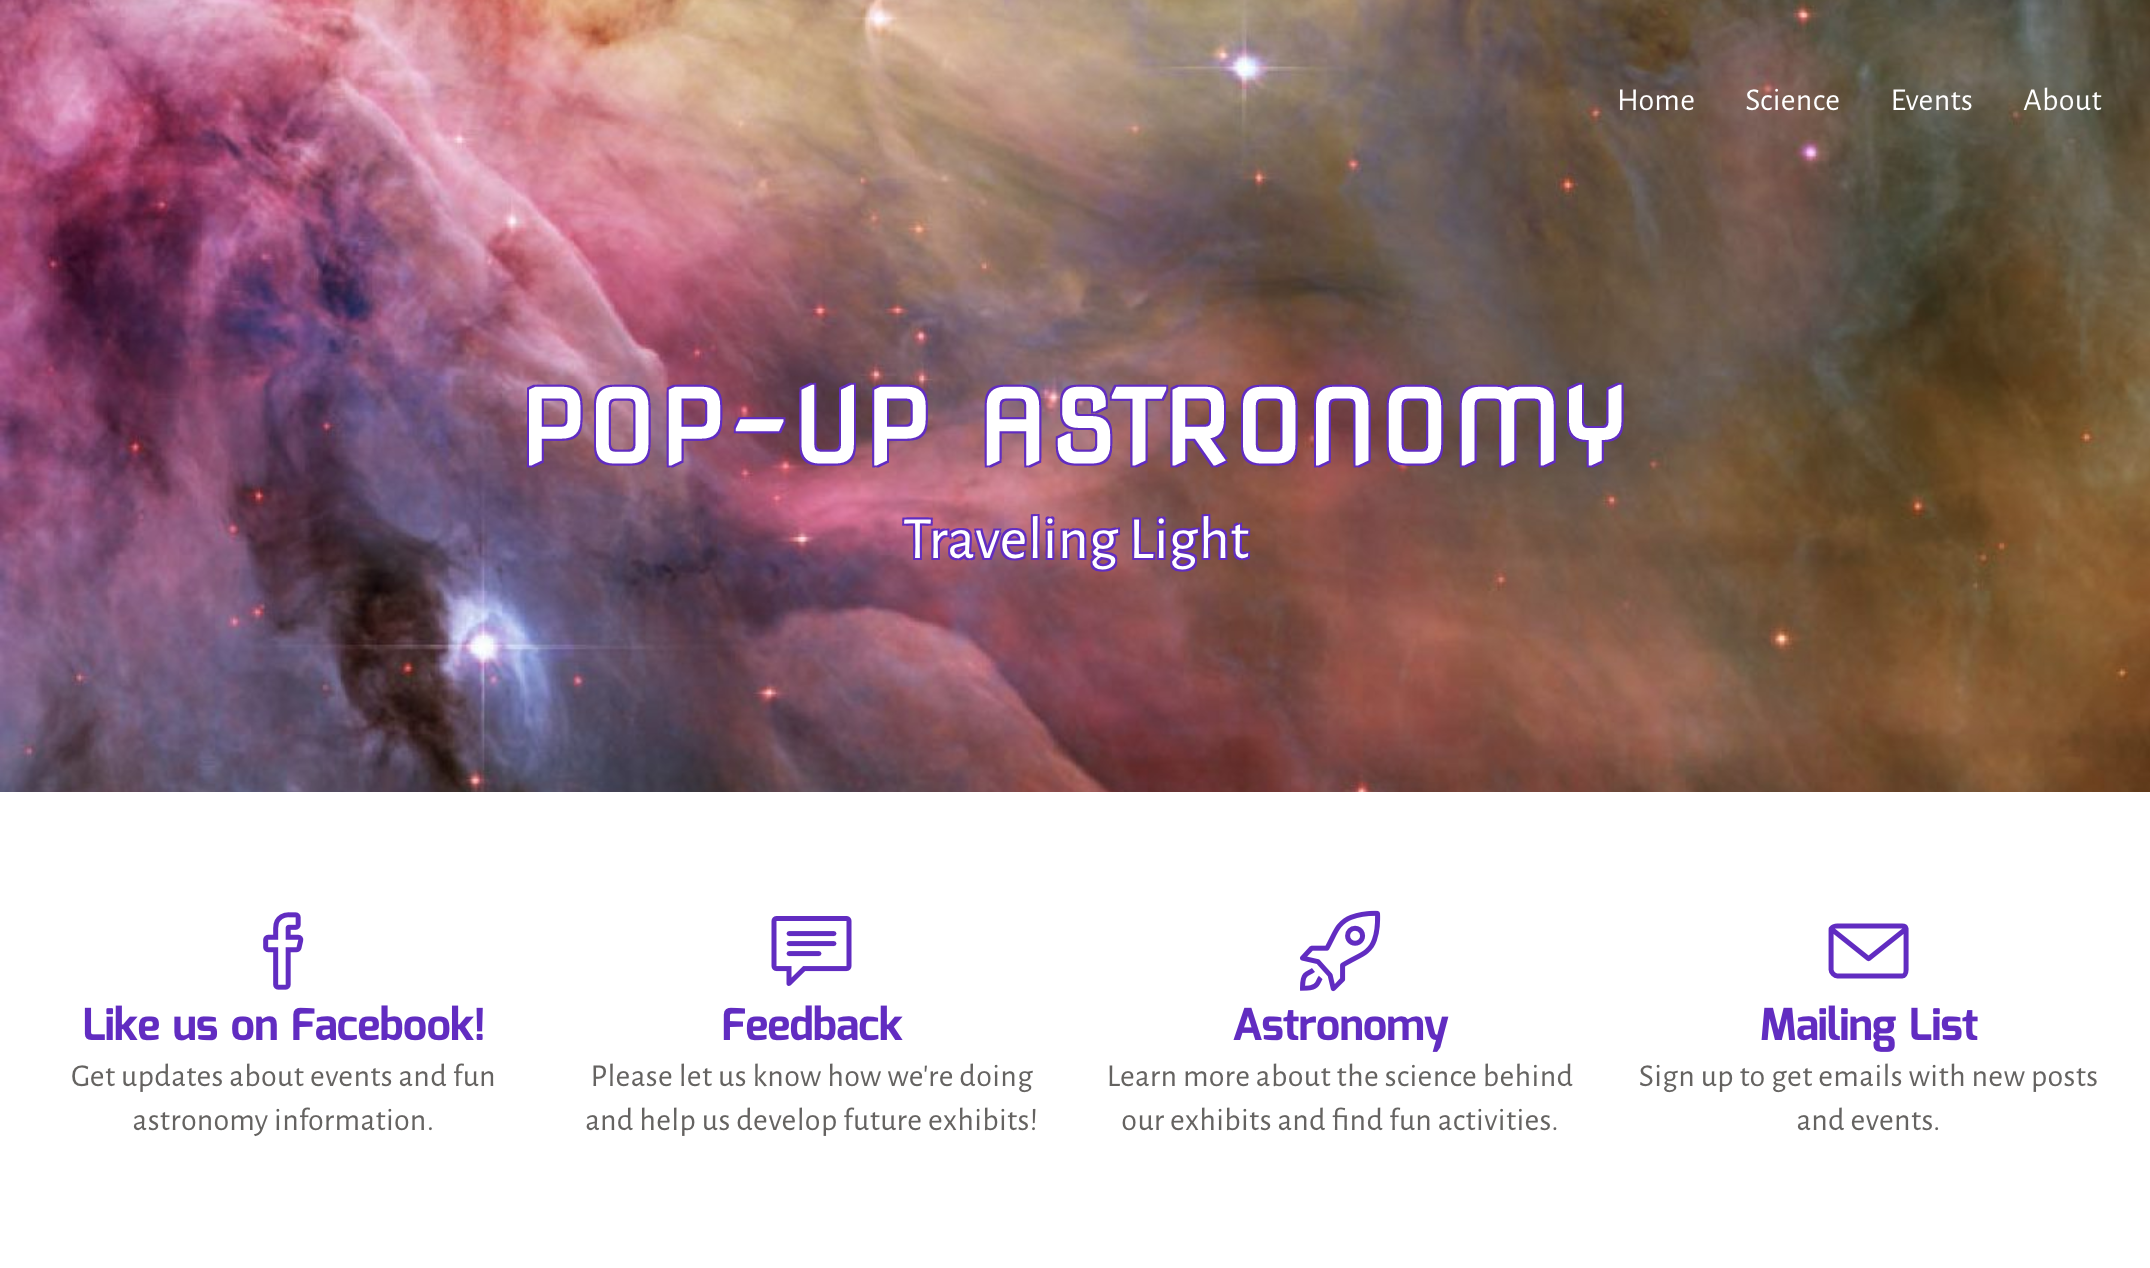 Home Science Events About
POP-UP ASTRONOMY
Traveling Light
Like us on Facebook!
Get updates about events and fun
astronomy information.
Feedback
Please let us know how we're doing
and help us develop future exhibits!
Astronomy
Learn more about the science behind
our exhibits and find fun activities.
Mailing List
Sign up to get emails with new posts
and events.